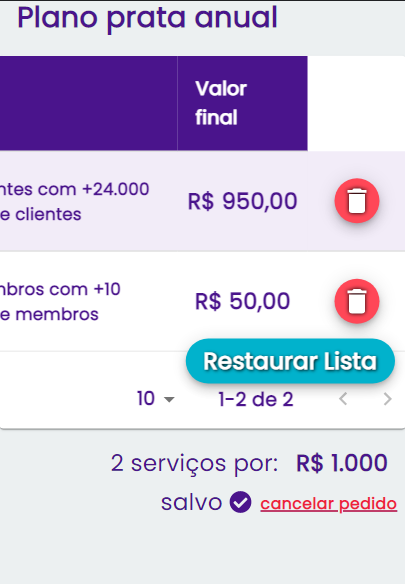 Plano prata anual
Valor
final
ntes com +24.000
e clientes
R$ 950,00
nbros com +10
e membros
R$ 50,00
Restaurar Lista
10
1-2 de 2
2 serviços por: R$ 1.000
salvo cancelar pedido